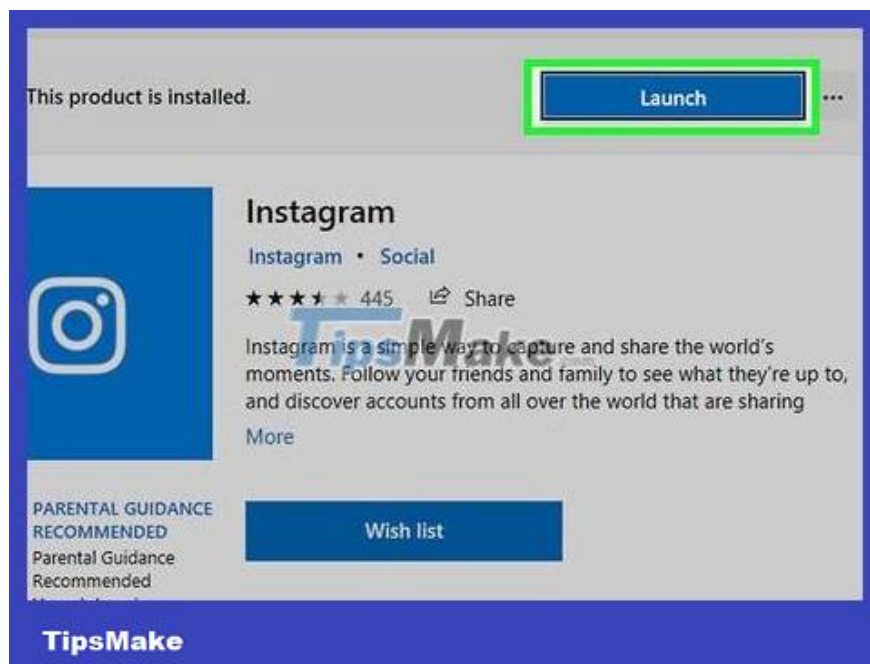 This product is installed.
Launch
...
Instagram
Instagram • Social
445 Share
TipsMake.com
Instagram is a simple way to capture and share the world's
moments. Follow your friends and family to see what they're up to,
and discover accounts from all over the world that are sharing
More
PARENTAL GUIDANCE
RECOMMENDED
Parental Guidance
Recommended
Wish list
TipsMake